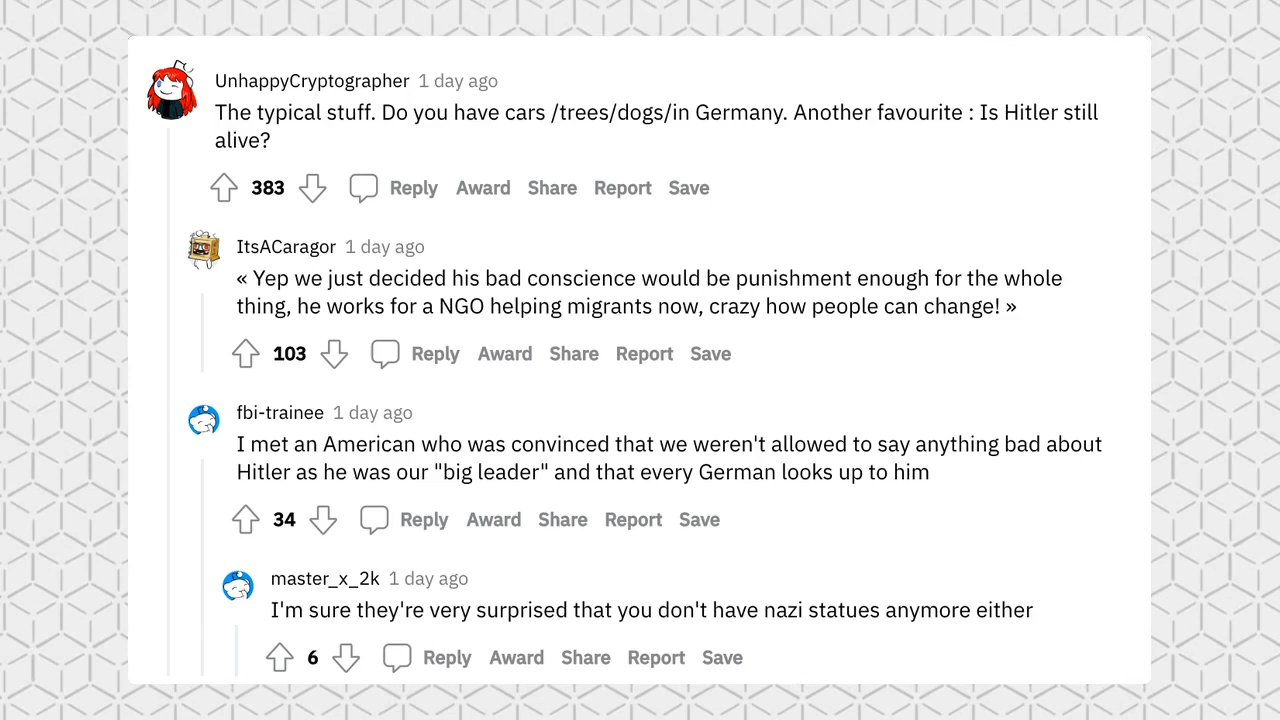 UnhappyCryptographer 1 day ago
The typical stuff. Do you have cars /trees/dogs/in Germany. Another favourite : Is Hitler still
alive?
383 Reply Award Share Report Save
ItsACaragor 1 day ago
« Yep we just decided his bad conscience would be punishment enough for the whole
thing, he works for a NGO helping migrants now, crazy how people can change! »
103 Reply Award Share Report Save
fbi-trainee 1 day ago
I met an American who was convinced that we weren't allowed to say anything bad about
Hitler as he was our "big leader" and that every German looks up to him
34 Reply Award Share Report Save
master_x_2k 1 day ago
I'm sure they're very surprised that you don't have nazi statues anymore either
6 Reply Award Share Report Save